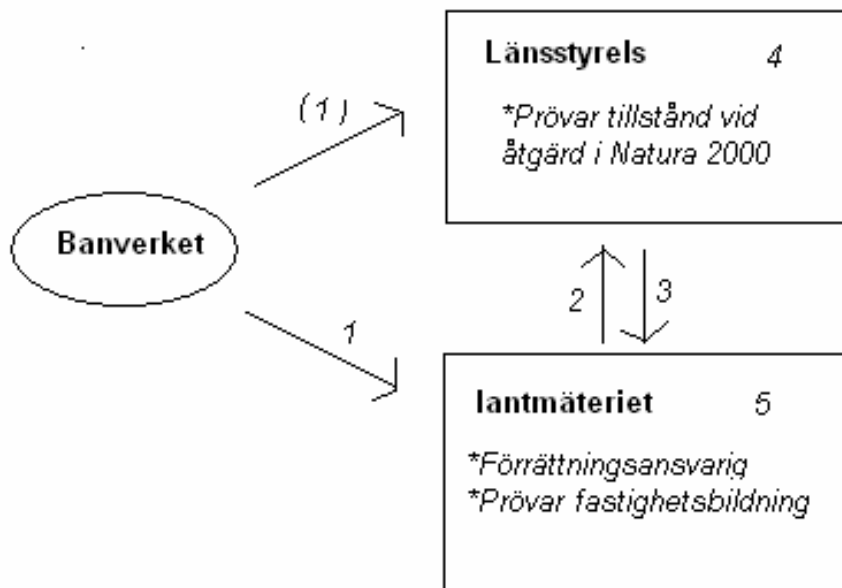 Länsstyrels 4
*Prövar tillstånd vid
åtgärd i Natura 2000
(1)
Banverket
1
2
3
lantmäteriet 5
*Förrättningsansvarig
*Prövar fastighetsbildning